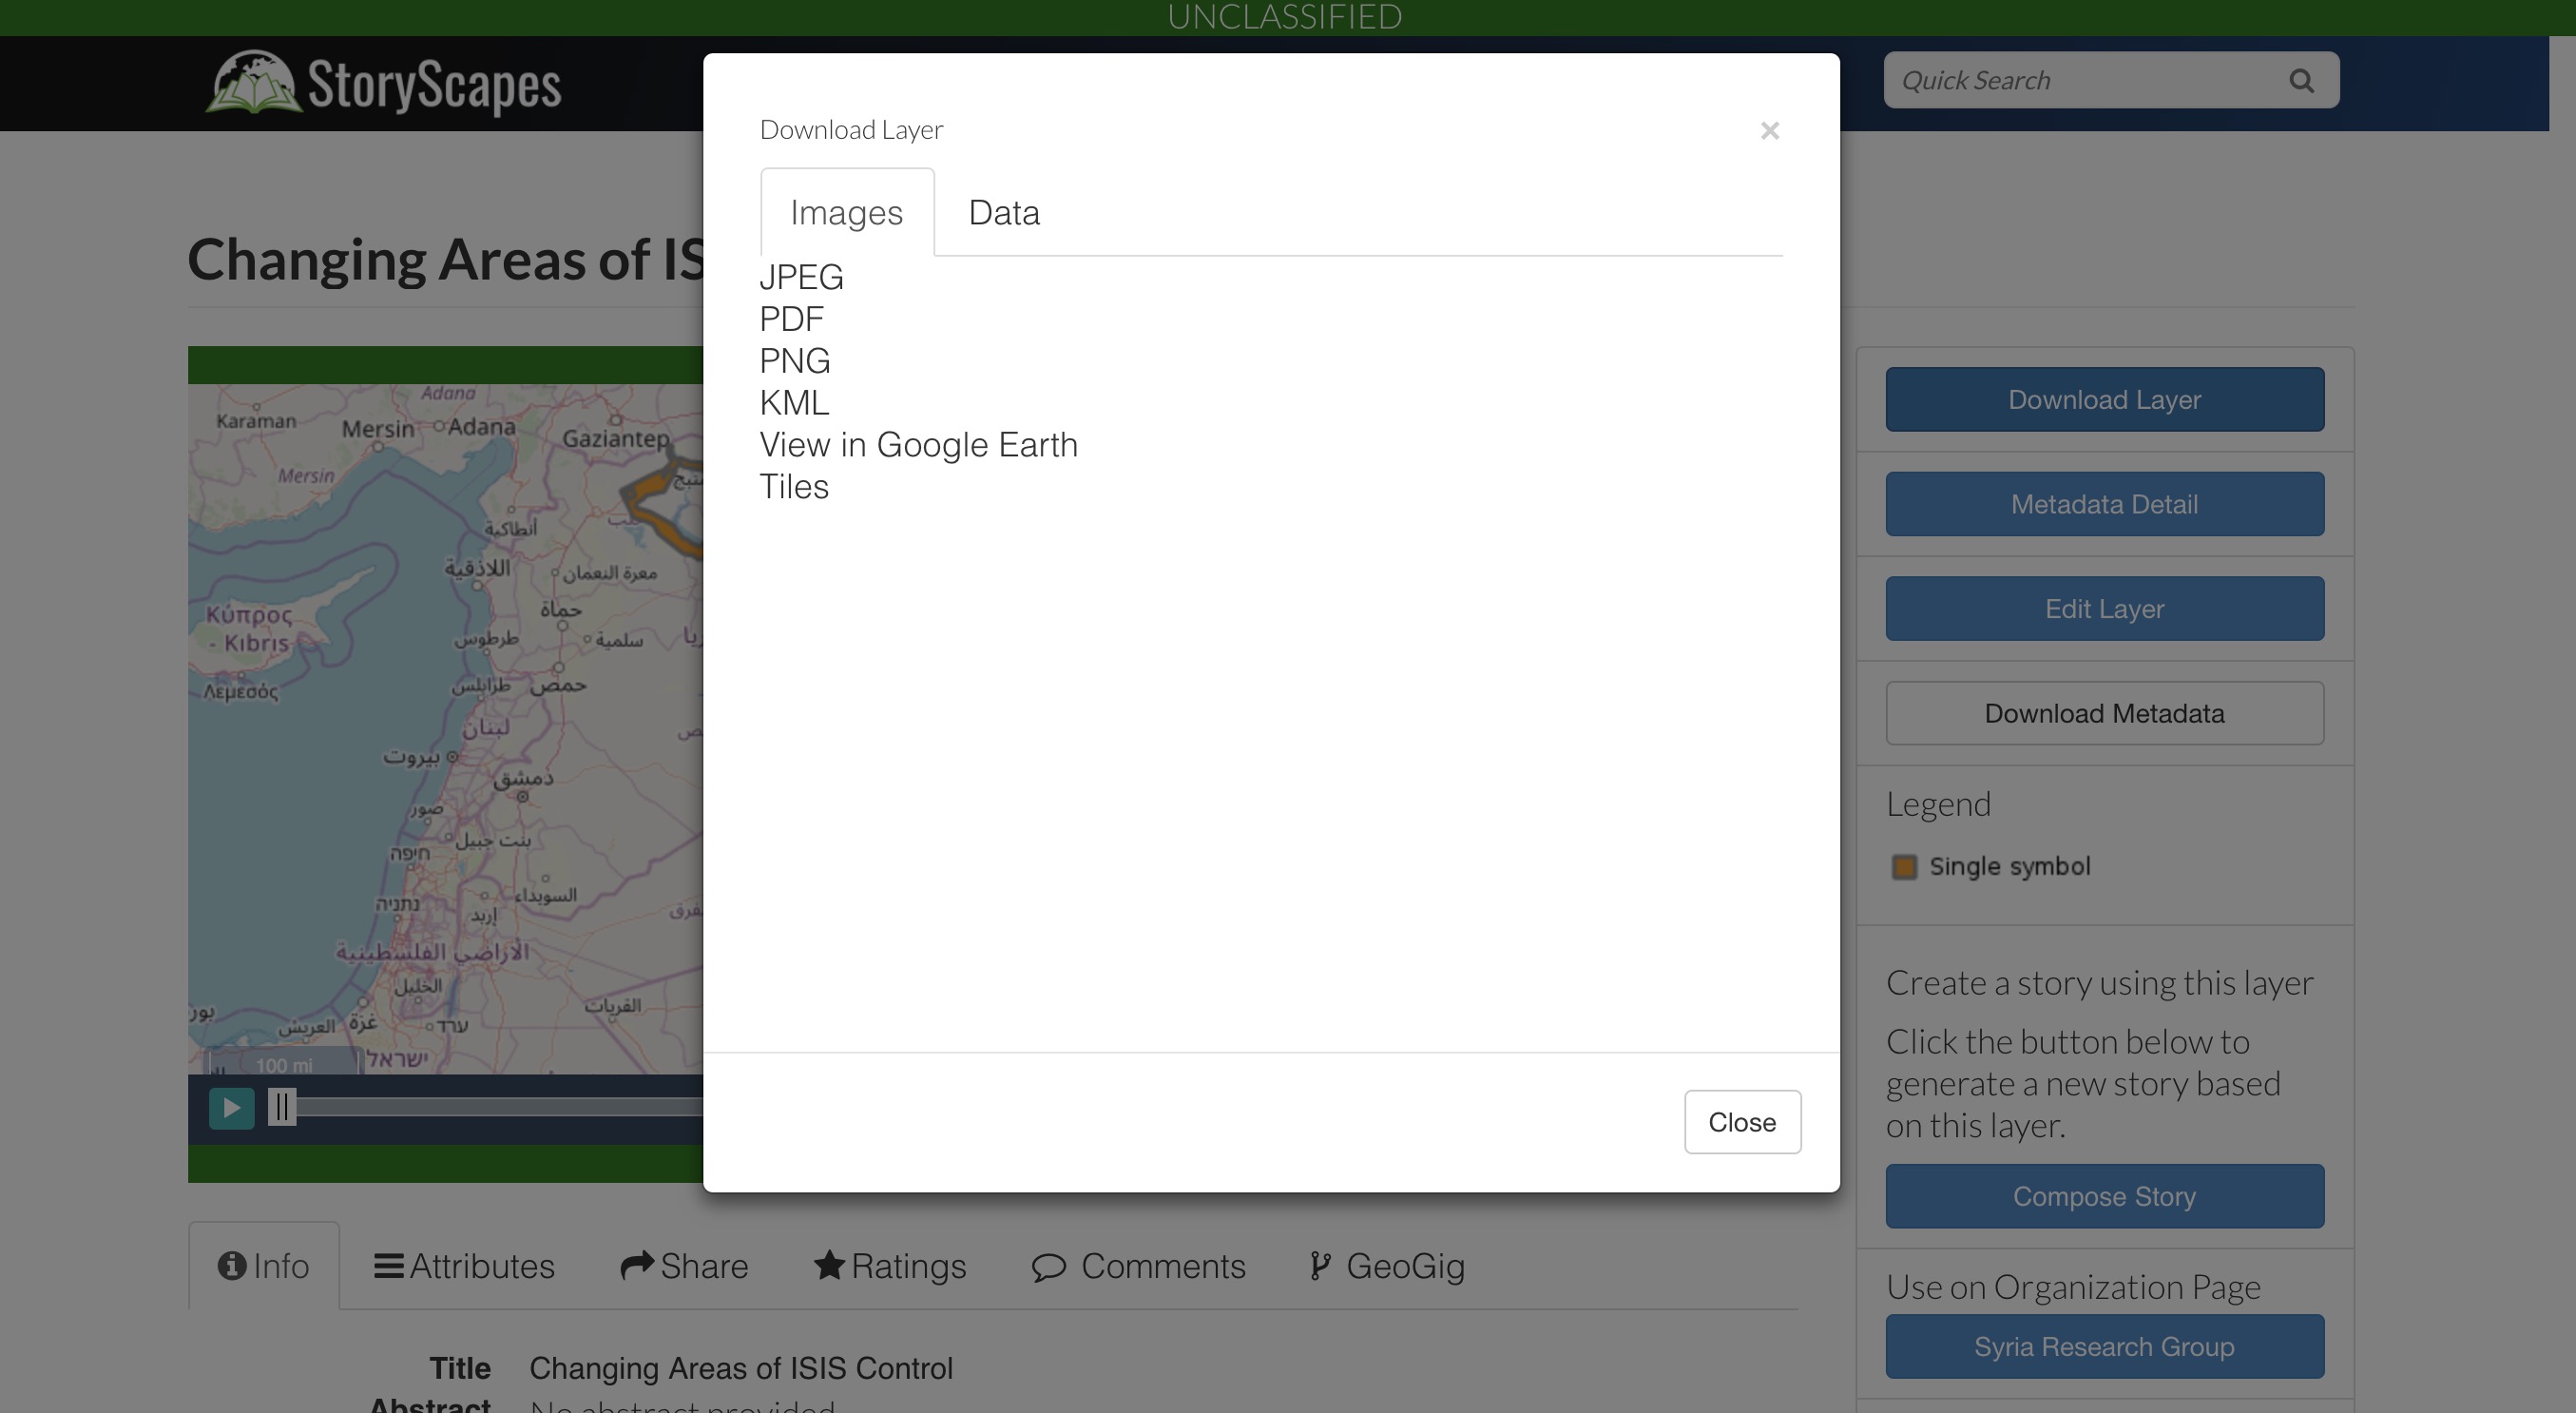 UNCLASSIFIED
StoryScapes
Quick Search
Download Layer
×
Images
Data
JPEG
PDF
PNG
KML
View in Google Earth
Tiles
Close
Changing Areas of IS
Adana
Karaman
Mersin
Adana
Gaziantep
Mersin
منبج
أنطاكية
اللاذقية
معرة النعمان
Κύπρος
- Kıbrıs
حماة
طرطوس
سلمية
Λεμεσός
طرابلس
حمص
لبنان
بيروت
دمشق
صور
بنت جبيل
חיפה
السويداء
נתניה
إربد
الأراضي الفلسطينية
الخليل
القريات
العريش
غزة
ערד
100 mi
ישראל
Download Layer
Metadata Detail
Edit Layer
Download Metadata
Legend
Single symbol
Create a story using this layer
Click the button below to
generate a new story based
on this layer.
Compose Story
Use on Organization Page
Syria Research Group
Info
Attributes
Share
Ratings
Comments
GeoGig
Title
Changing Areas of ISIS Control
Abstract
No abstract provided